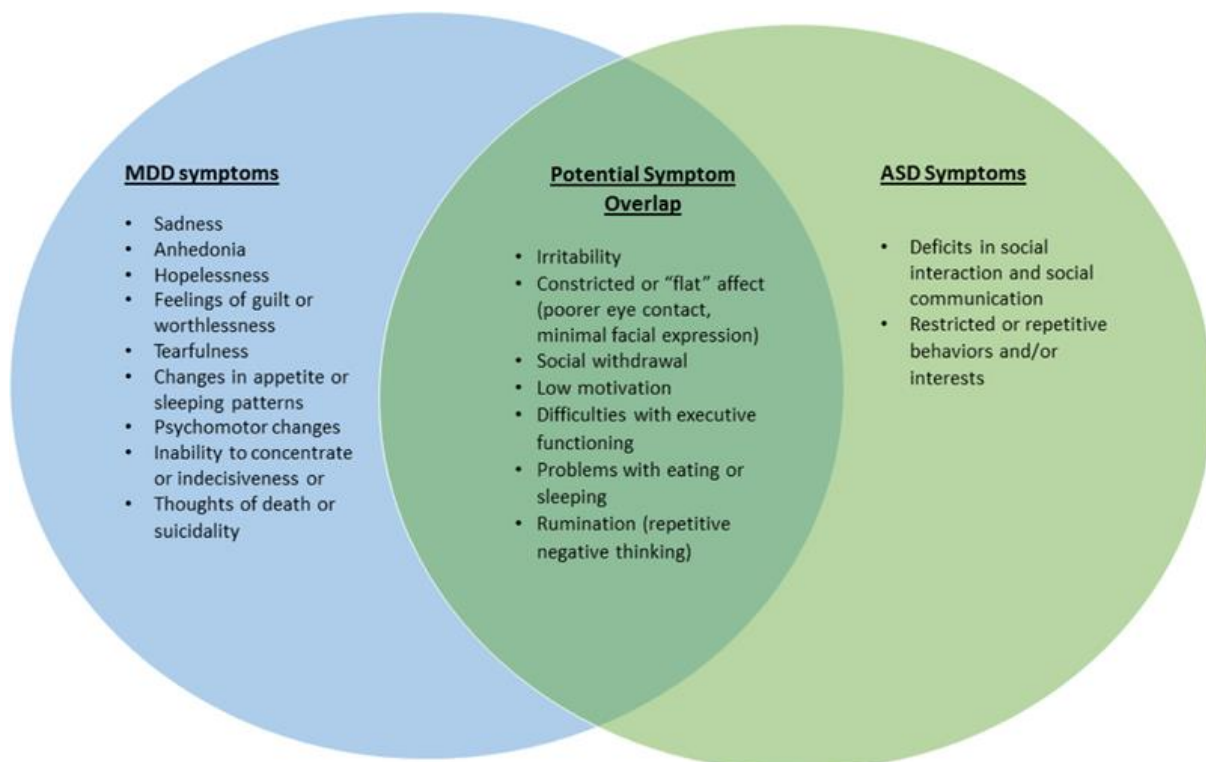 MDD symptoms
• Sadness
• Anhedonia
• Hopelessness
• Feelings of guilt or
worthlessness
• Tearfulness
• Changes in appetite or
sleeping patterns
• Psychomotor changes
• Inability to concentrate
or indecisiveness or
• Thoughts of death or
suicidality
Potential Symptom
Overlap
• Irritability
• Constricted or “flat” affect
(poorer eye contact,
minimal facial expression)
• Social withdrawal
• Low motivation
• Difficulties with executive
functioning
• Problems with eating or
sleeping
• Rumination (repetitive
negative thinking)
ASD Symptoms
• Deficits in social
interaction and social
communication
• Restricted or repetitive
behaviors and/or
interests